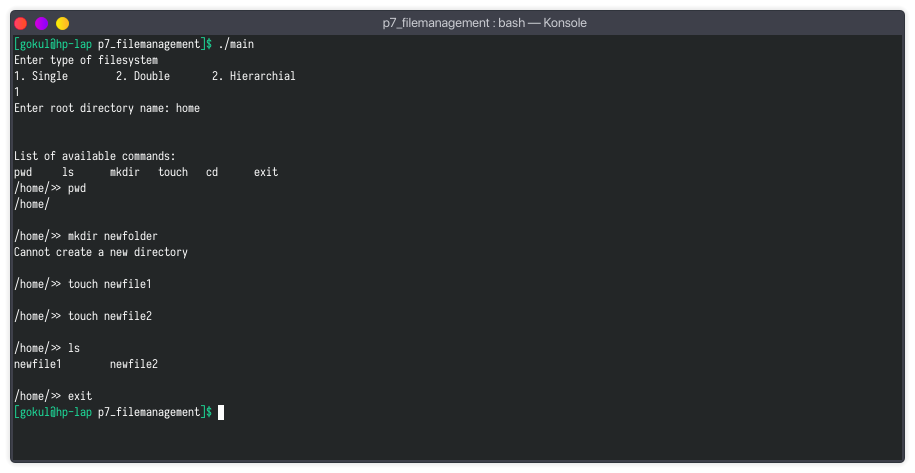 p7_filemanagement : bash — Konsole
[gokul@hp-lap p7_filemanagement]$ ./main
Enter type of filesystem
1. Single 2. Double 2. Hierarchial
1
Enter root directory name: home
List of available commands:
pwd ls mkdir touch cd exit
/home/>> pwd
/home/
/home/>> mkdir newfolder
Cannot create a new directory
/home/>> touch newfile1
/home/>> touch newfile2
/home/>> ls
newfile1 newfile2
/home/>> exit
[gokul@hp-lap p7_filemanagement]$